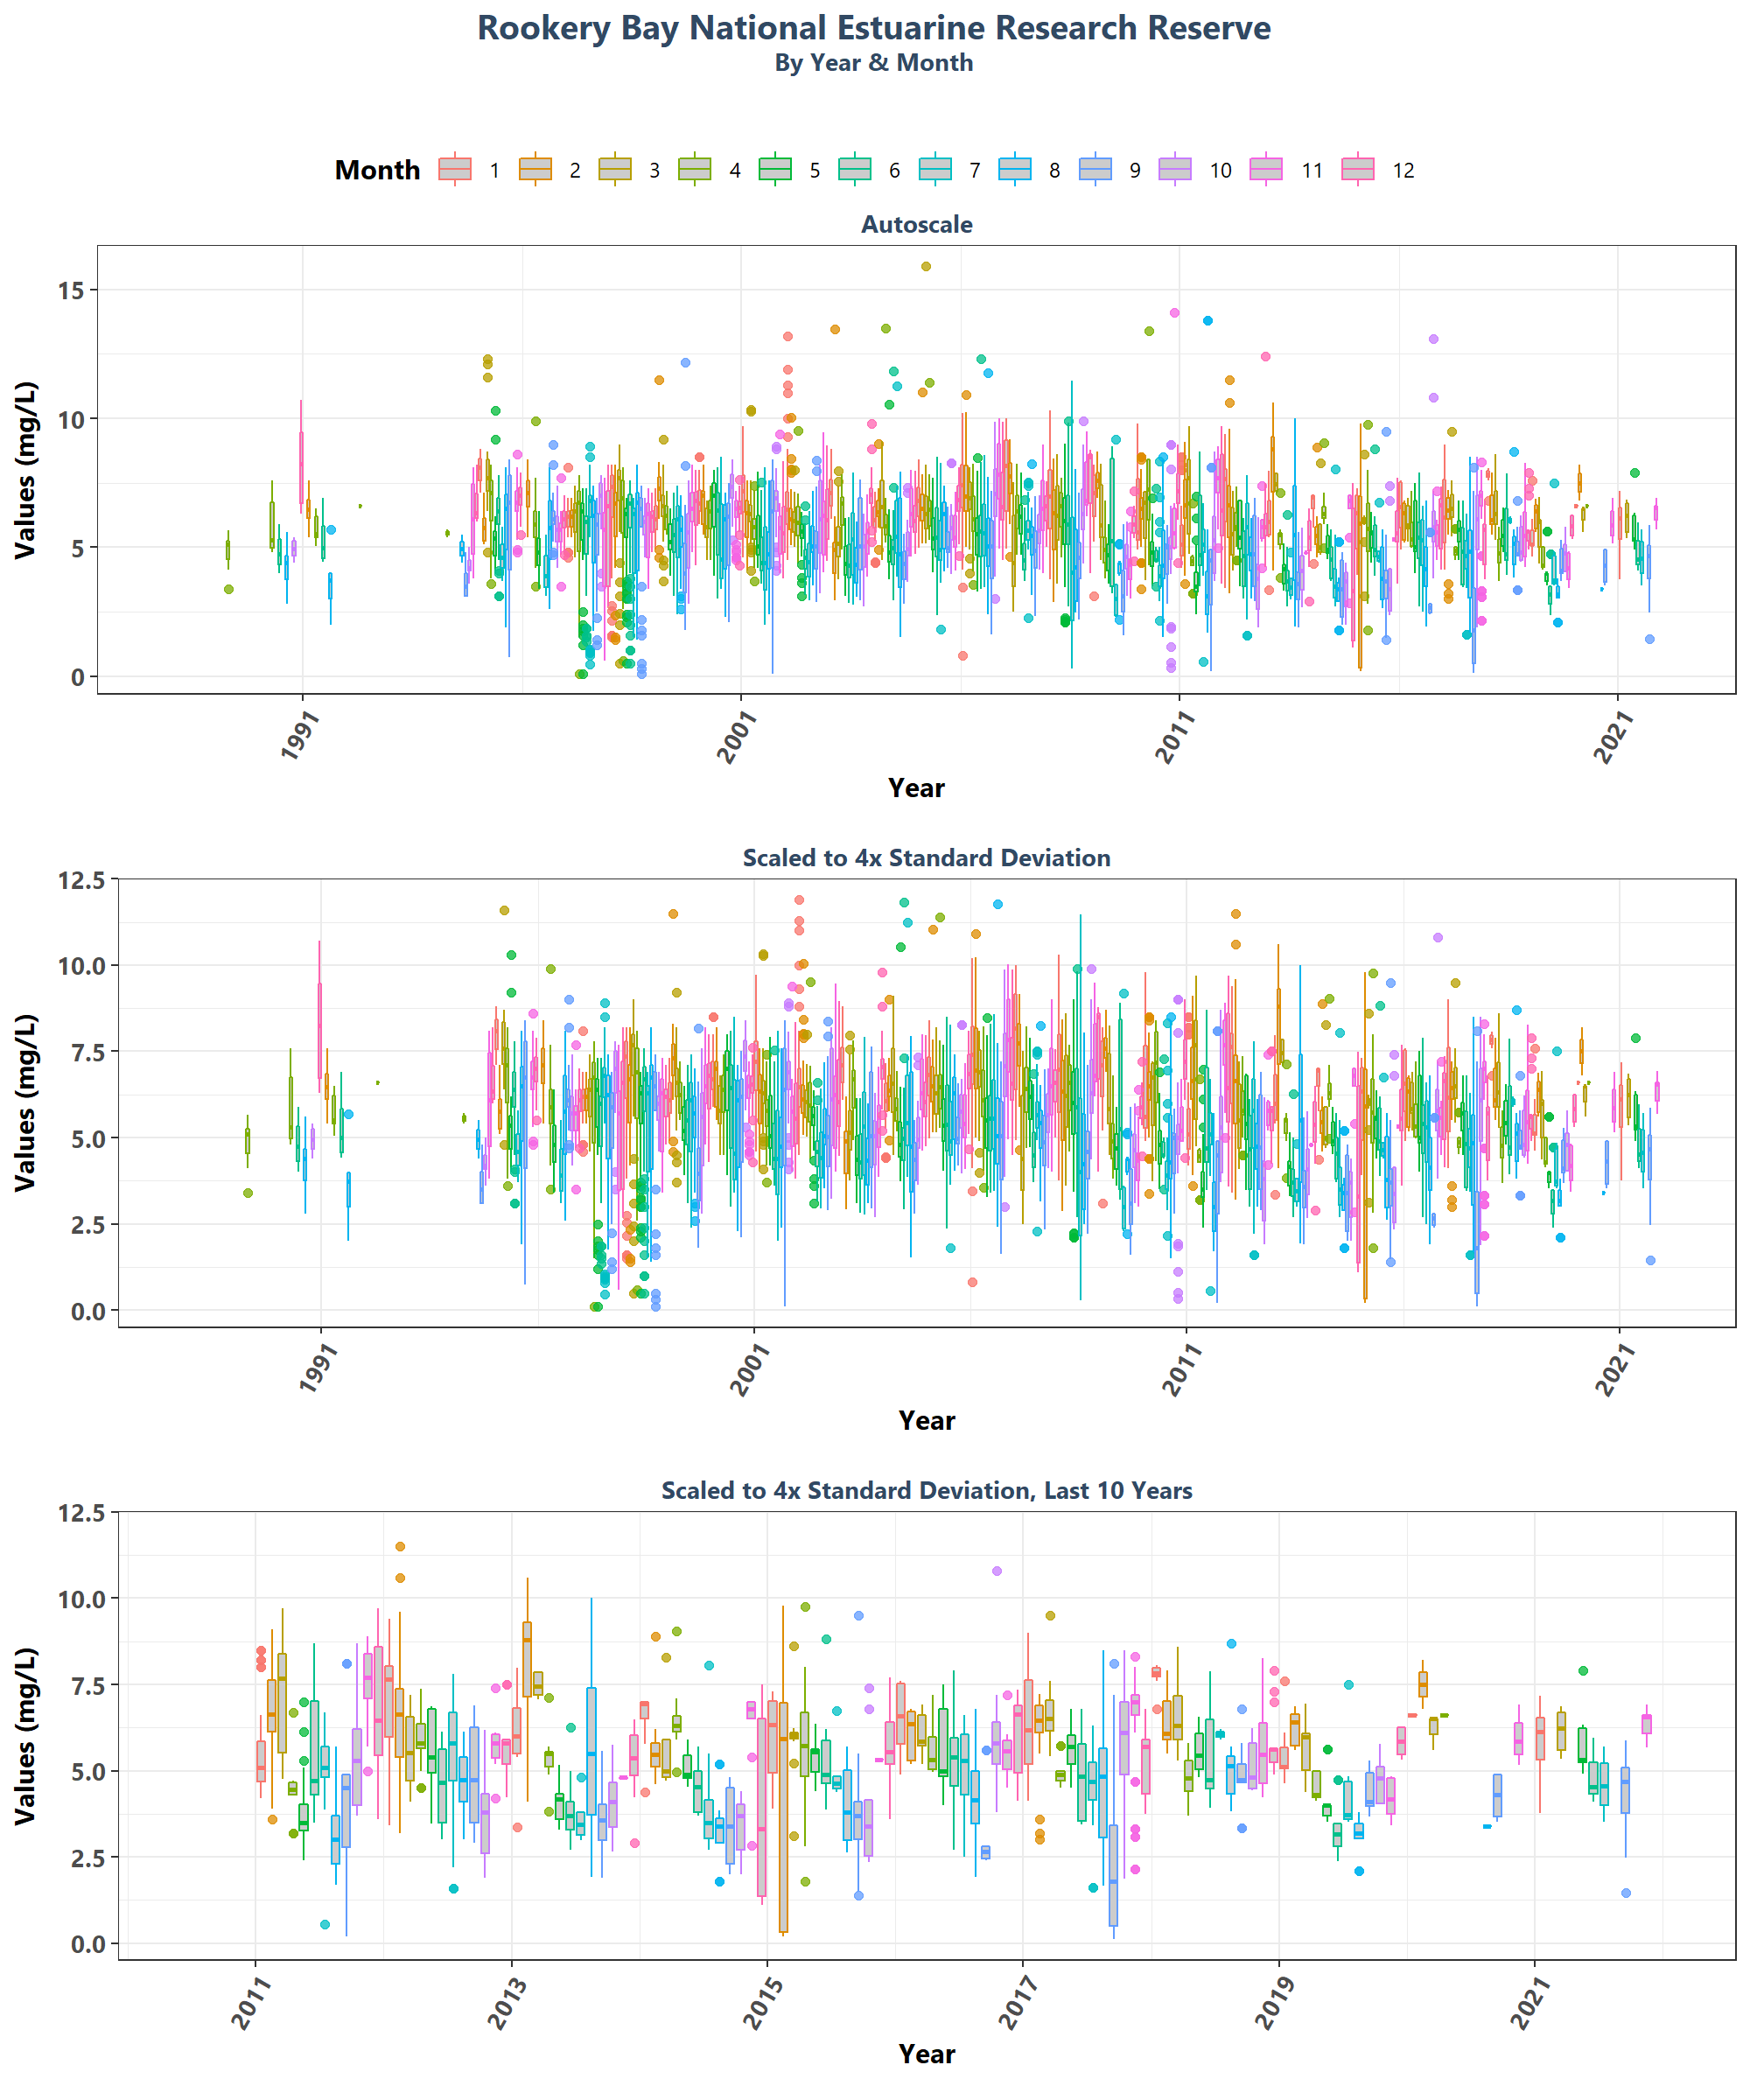 Rookery Bay National Estuarine Research Reserve
By Year & Month
Month 1 2 3 4 5 6 7 8 9 10 11 12
Autoscale
Values (mg/L)
15
10
5
0
1991 2001 2011 2021
Year
Scaled to 4x Standard Deviation
Values (mg/L)
12.5
10.0
7.5
5.0
2.5
0.0
1991 2001 2011 2021
Year
Scaled to 4x Standard Deviation, Last 10 Years
Values (mg/L)
12.5
10.0
7.5
5.0
2.5
0.0
2011 2013 2015 2017 2019 2021
Year